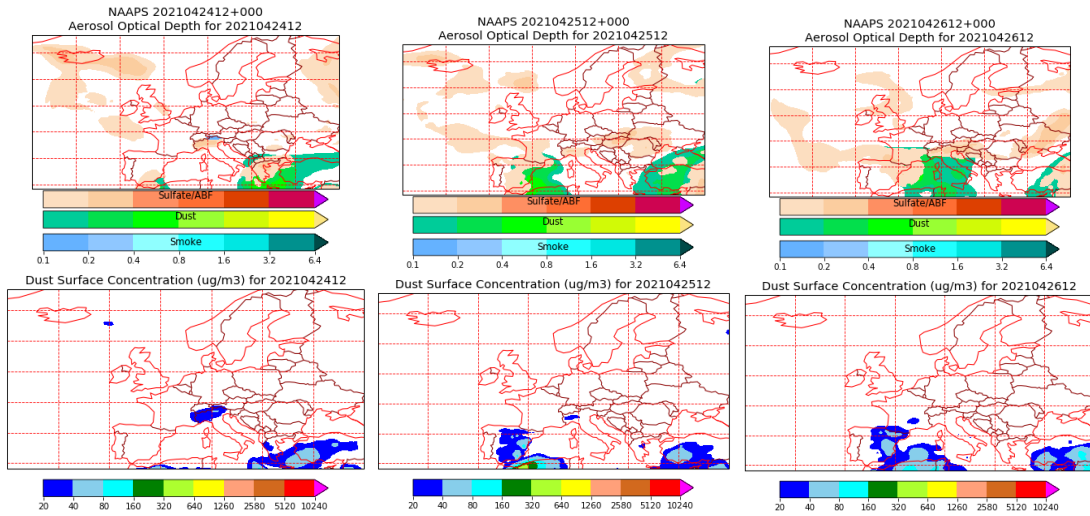 NAAPS 2021042412+000
Aerosol Optical Depth for 2021042412
Sulfate/ABF
Dust
Smoke
0.1 0.2 0.4 0.8 1.6 3.2 6.4
NAAPS 2021042512+000
Aerosol Optical Depth for 2021042512
Sulfate/ABF
Dust
Smoke
0.1 0.2 0.4 0.8 1.6 3.2 6.4
NAAPS 2021042612+000
Aerosol Optical Depth for 2021042612
Sulfate/ABF
Dust
Smoke
0.1 0.2 0.4 0.8 1.6 3.2 6.4
Dust Surface Concentration (ug/m3) for 2021042412
20 40 80 160 320 640 1260 2580 5120 10240
Dust Surface Concentration (ug/m3) for 2021042512
20 40 80 160 320 640 1260 2580 5120 10240
Dust Surface Concentration (ug/m3) for 2021042612
20 40 80 160 320 640 1260 2580 5120 10240